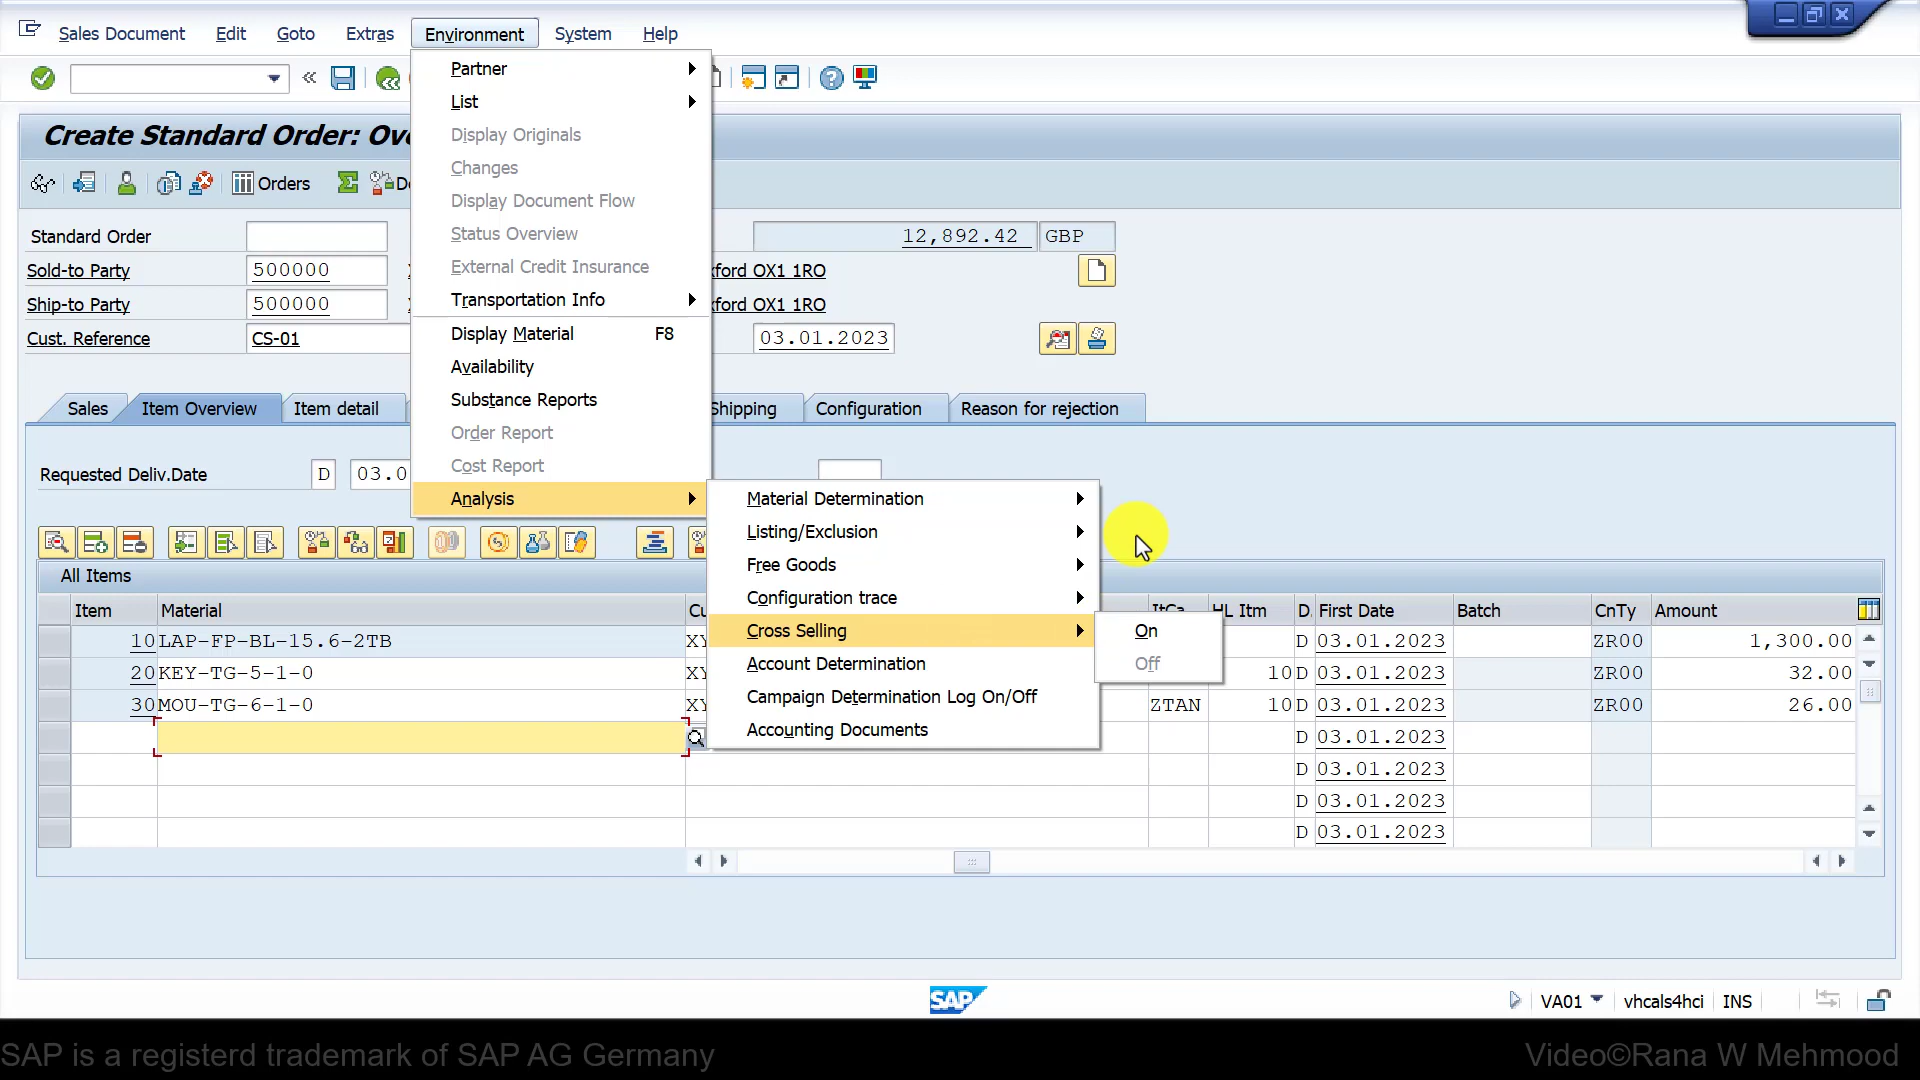 Sales Document Edit Goto Extras Environment System Help
Partner
List
Display Originals
Changes
Display Document Flow
Status Overview
External Credit Insurance
Transportation Info
Display Material F8
Availability
Substance Reports
Order Report
Cost Report
Analysis
Create Standard Order: Ov
Orders
Standard Order 12,892.42 GBP
Sold-to Party 500000 xford OX1 1RO
Ship-to Party 500000 xford OX1 1RO
Cust. Reference CS-01 03.01.2023
Sales Item Overview Item detail Shipping Configuration Reason for rejection
Requested Deliv.Date D 03.0
Material Determination
Listing/Exclusion
Free Goods
Configuration trace
Cross Selling
Account Determination
Campaign Determination Log On/Off
Accounting Documents
On
Off
All Items
Item Material Cu ItCa HL Itm D. First Date Batch CnTy Amount
10 LAP-FP-BL-15.6-2TB XY D 03.01.2023 ZR00 1,300.00
20 KEY-TG-5-1-0 XY 10 D 03.01.2023 ZR00 32.00
30 MOU-TG-6-1-0 XY ZTAN 10 D 03.01.2023 ZR00 26.00
D 03.01.2023
D 03.01.2023
D 03.01.2023
D 03.01.2023
SAP VA01 vhcals4hci INS
SAP is a registerd trademark of SAP AG Germany Video©Rana W Mehmood